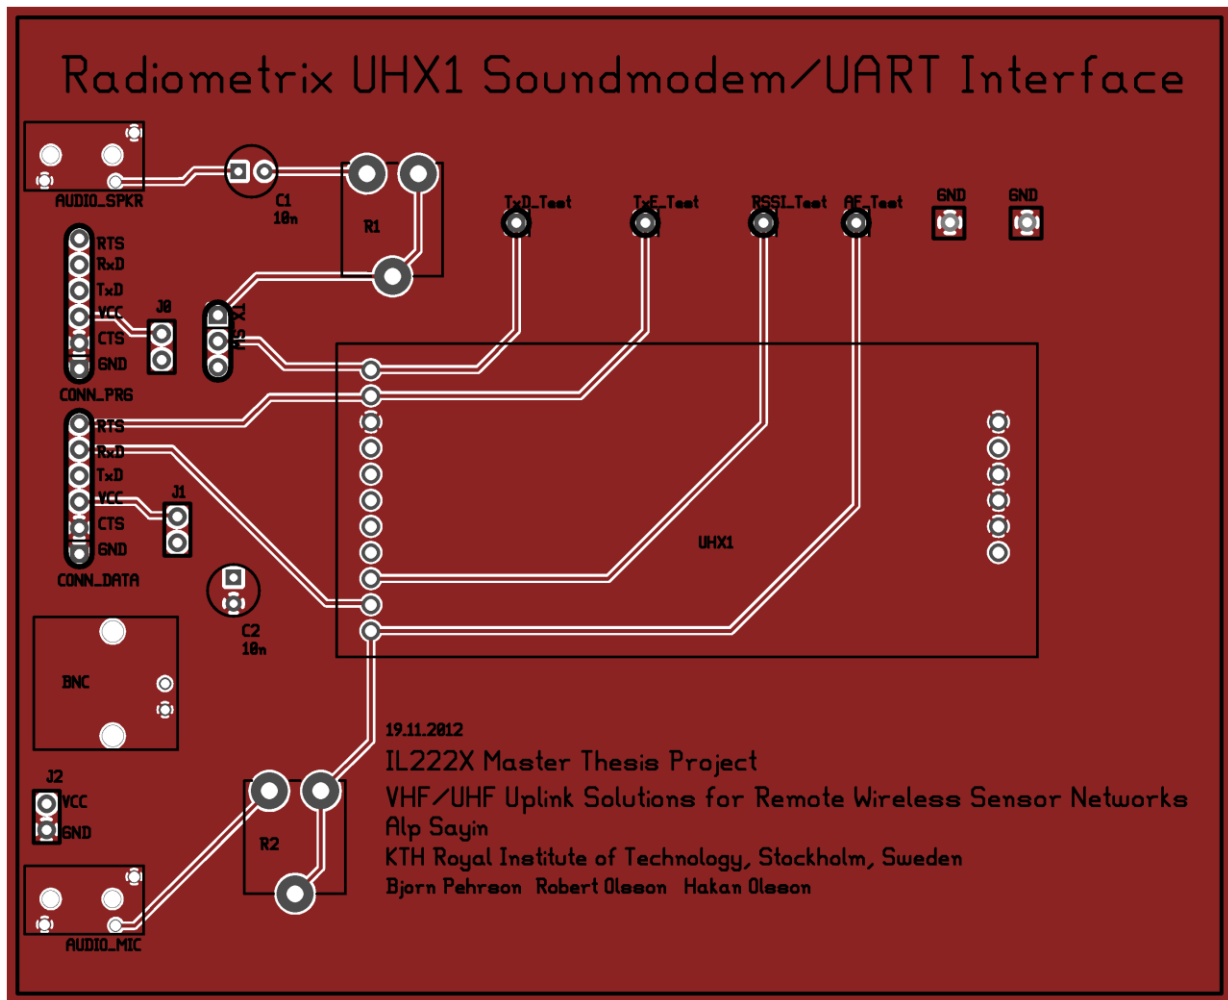 Radiometrix UHX1 Soundmodem/UART Interface
AUDIO_SPKR
C1
10n
R1
TxD_Test
TxE_Test
RSSI_Test
AF_Test
GND
GND
RTS
RxD
TxD
VCC
CTS
GND
CONN_PRG
J0
X1
RTS
RxD
TxD
VCC
CTS
GND
CONN_DATA
J1
C2
10n
UHX1
BNC
J2
VCC
GND
R2
AUDIO_MIC
19.11.2012
IL222X Master Thesis Project
VHF/UHF Uplink Solutions for Remote Wireless Sensor Networks
Alp Sayin
KTH Royal Institute of Technology, Stockholm, Sweden
Bjorn Pehrson Robert Olsson Hakan Olsson